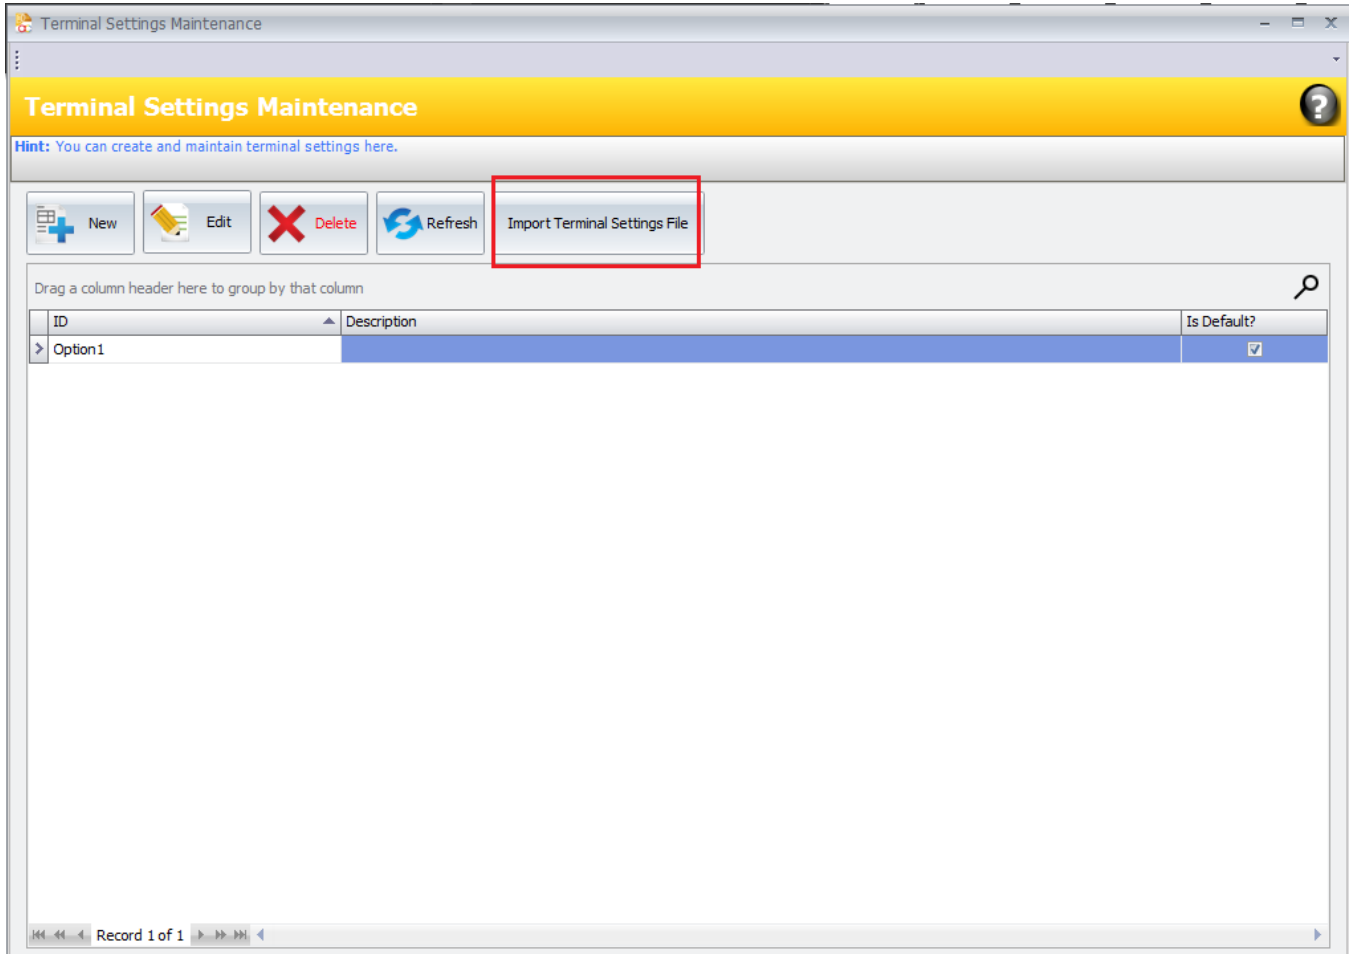 Terminal Settings Maintenance
Terminal Settings Maintenance
?
Hint: You can create and maintain terminal settings here.
New Edit Delete Refresh Import Terminal Settings File
Drag a column header here to group by that column
ID Description Is Default?
Option1
Record 1 of 1